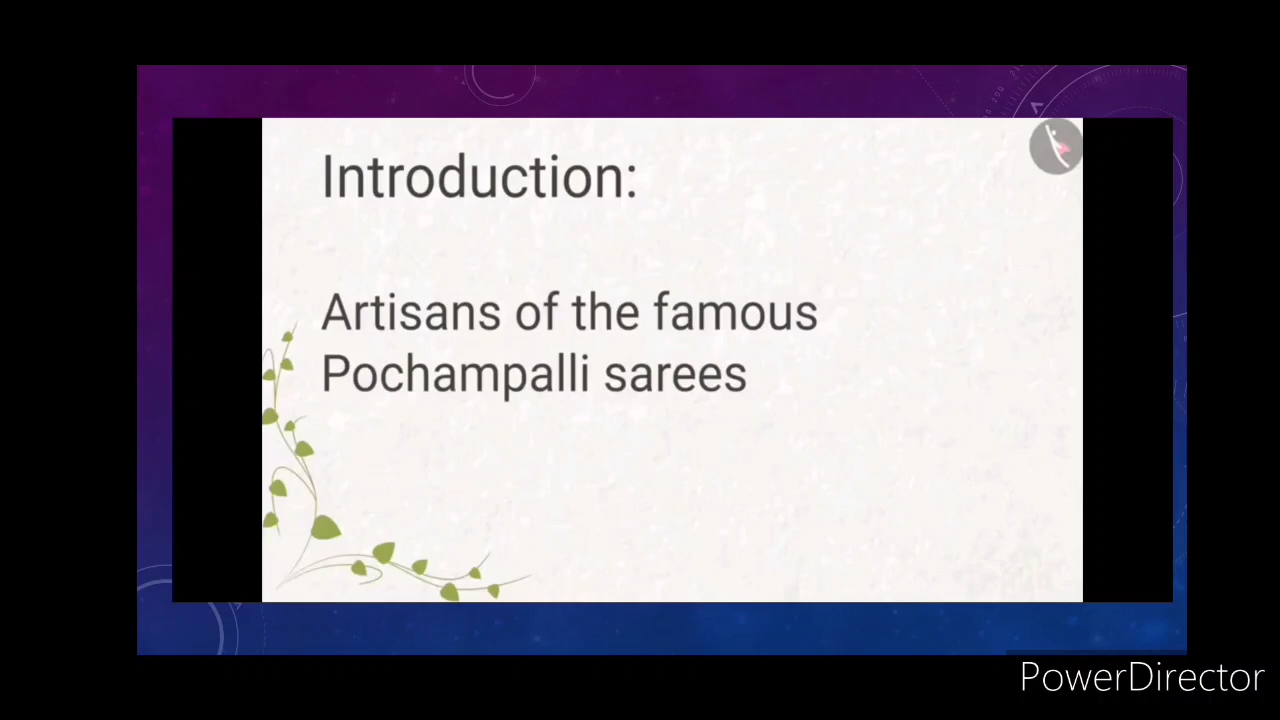 Introduction:
Artisans of the famous
Pochampalli sarees
PowerDirector